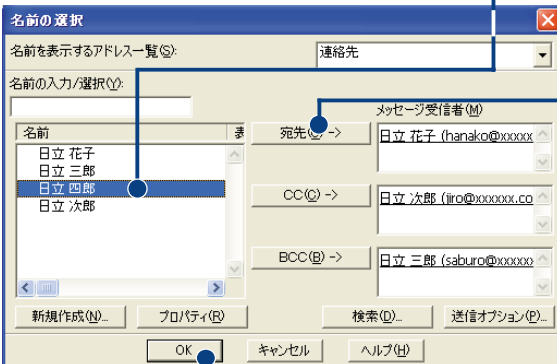 名前の選択
名前を表示するアドレス一覧(S):
連絡先
名前の入力/選択(Y):
メッセージ受信者(M)
名前
宛先 ->
日立 花子 (hanako@xxxxx
日立 花子
日立 三郎
日立 四郎
日立 次郎
CC(C) ->
日立 次郎 (jiro@xxxxxx.co
BCC(B) ->
日立 三郎 (saburo@xxxxx
新規作成(N)...
プロパティ(R)
検索(D)...
送信オプション(P)...
OK
キャンセル
ヘルプ(H)